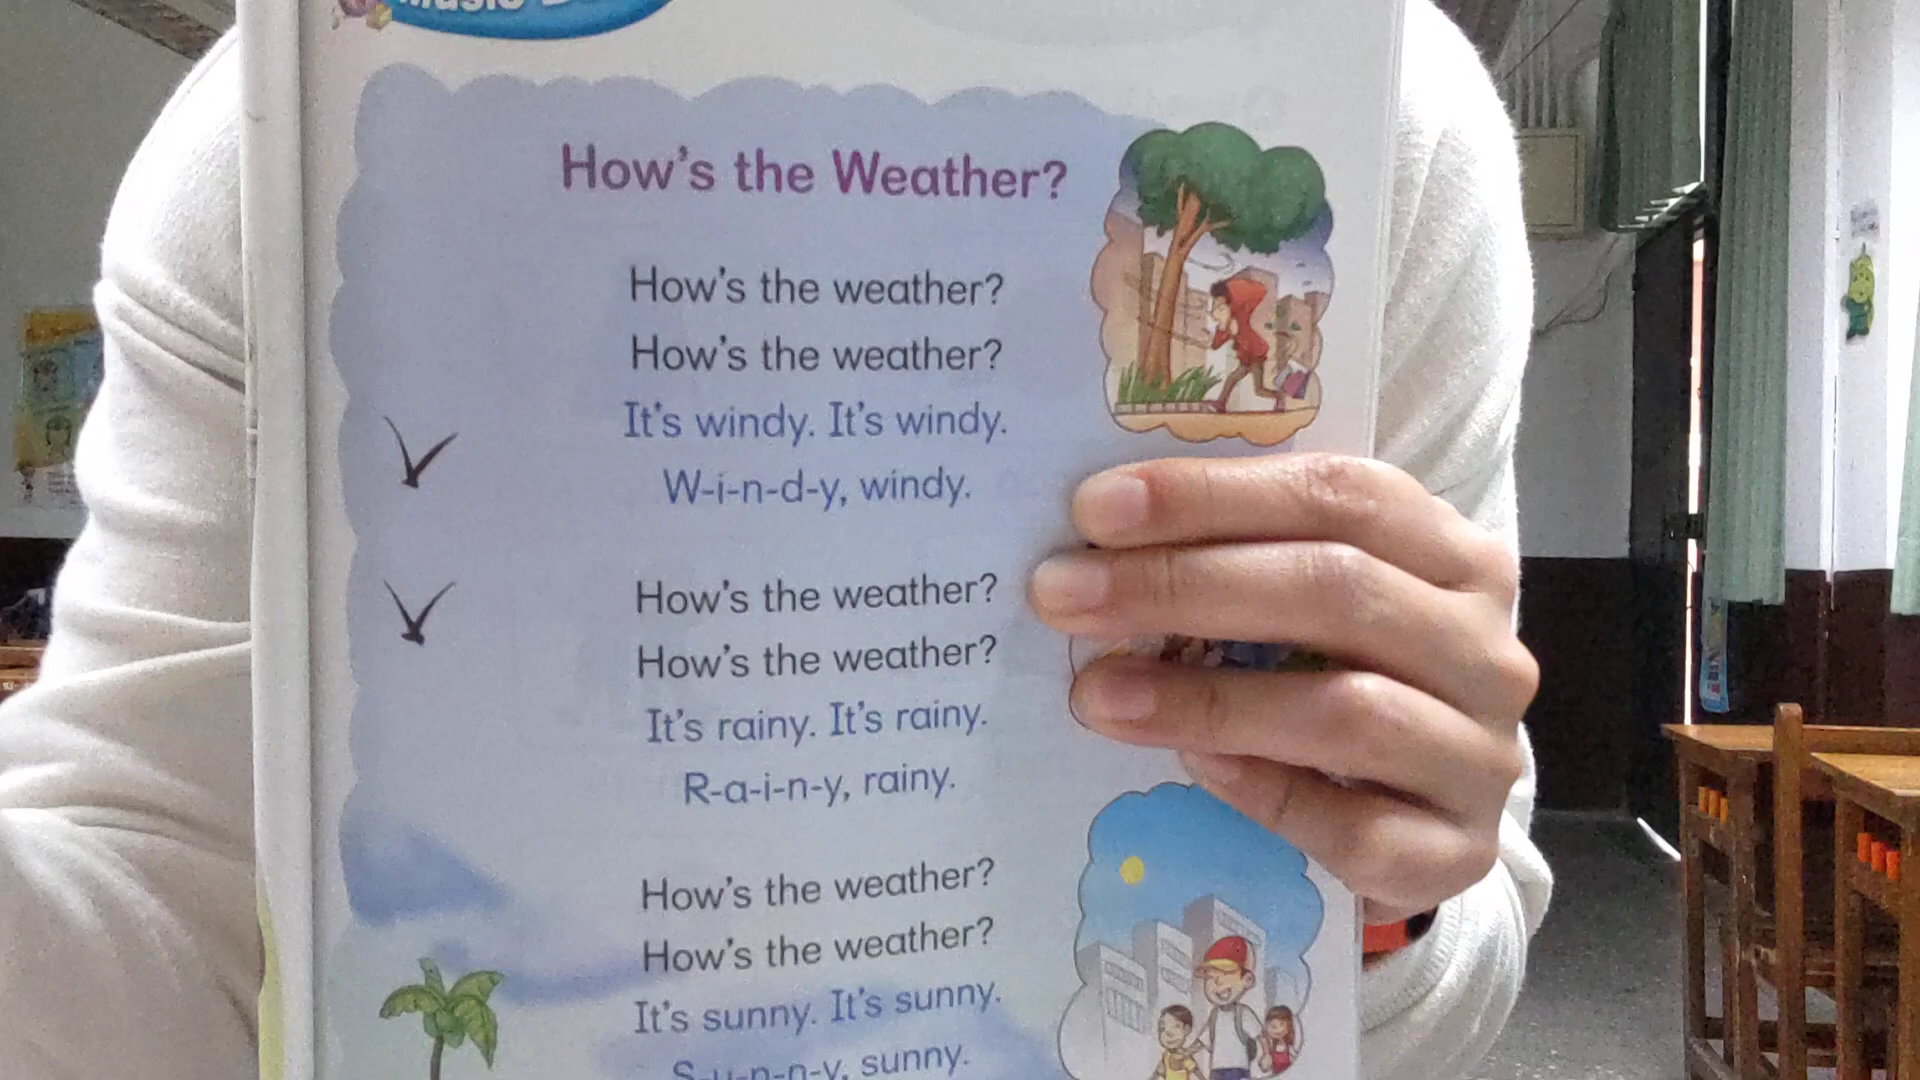 Music
How's the Weather?
How's the weather?
How's the weather?
It's windy. It's windy.
W-i-n-d-y, windy.
How's the weather?
How's the weather?
It's rainy. It's rainy.
R-a-i-n-y, rainy.
How's the weather?
How's the weather?
It's sunny. It's sunny.
S-u-n-n-y, sunny.